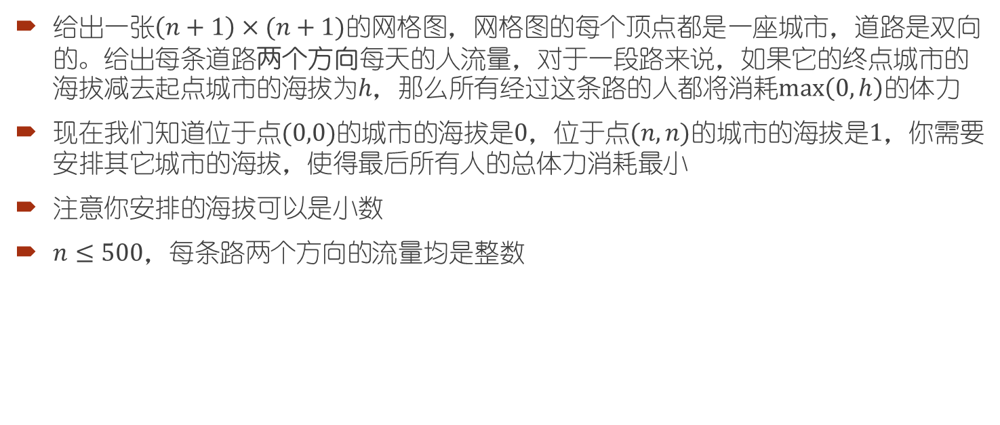 给出一张(n + 1) × (n + 1)的网格图，网格图的每个顶点都是一座城市，道路是双向
的。给出每条道路两个方向每天的人流量，对于一段路来说，如果它的终点城市的
海拔减去起点城市的海拔为h，那么所有经过这条路的人都将消耗max(0, h)的体力
现在我们知道位于点(0,0)的城市的海拔是0，位于点(n, n)的城市的海拔是1，你需要
安排其它城市的海拔，使得最后所有人的总体力消耗最小
注意你安排的海拔可以是小数
n ≤ 500，每条路两个方向的流量均是整数